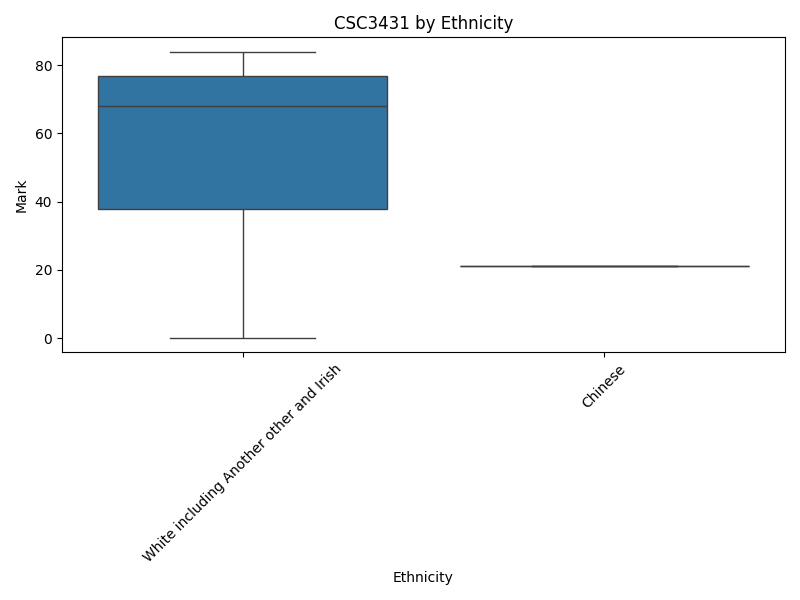 CSC3431 by Ethnicity
Mark
80
60
40
20
0
White including Another other and Irish
Chinese
Ethnicity